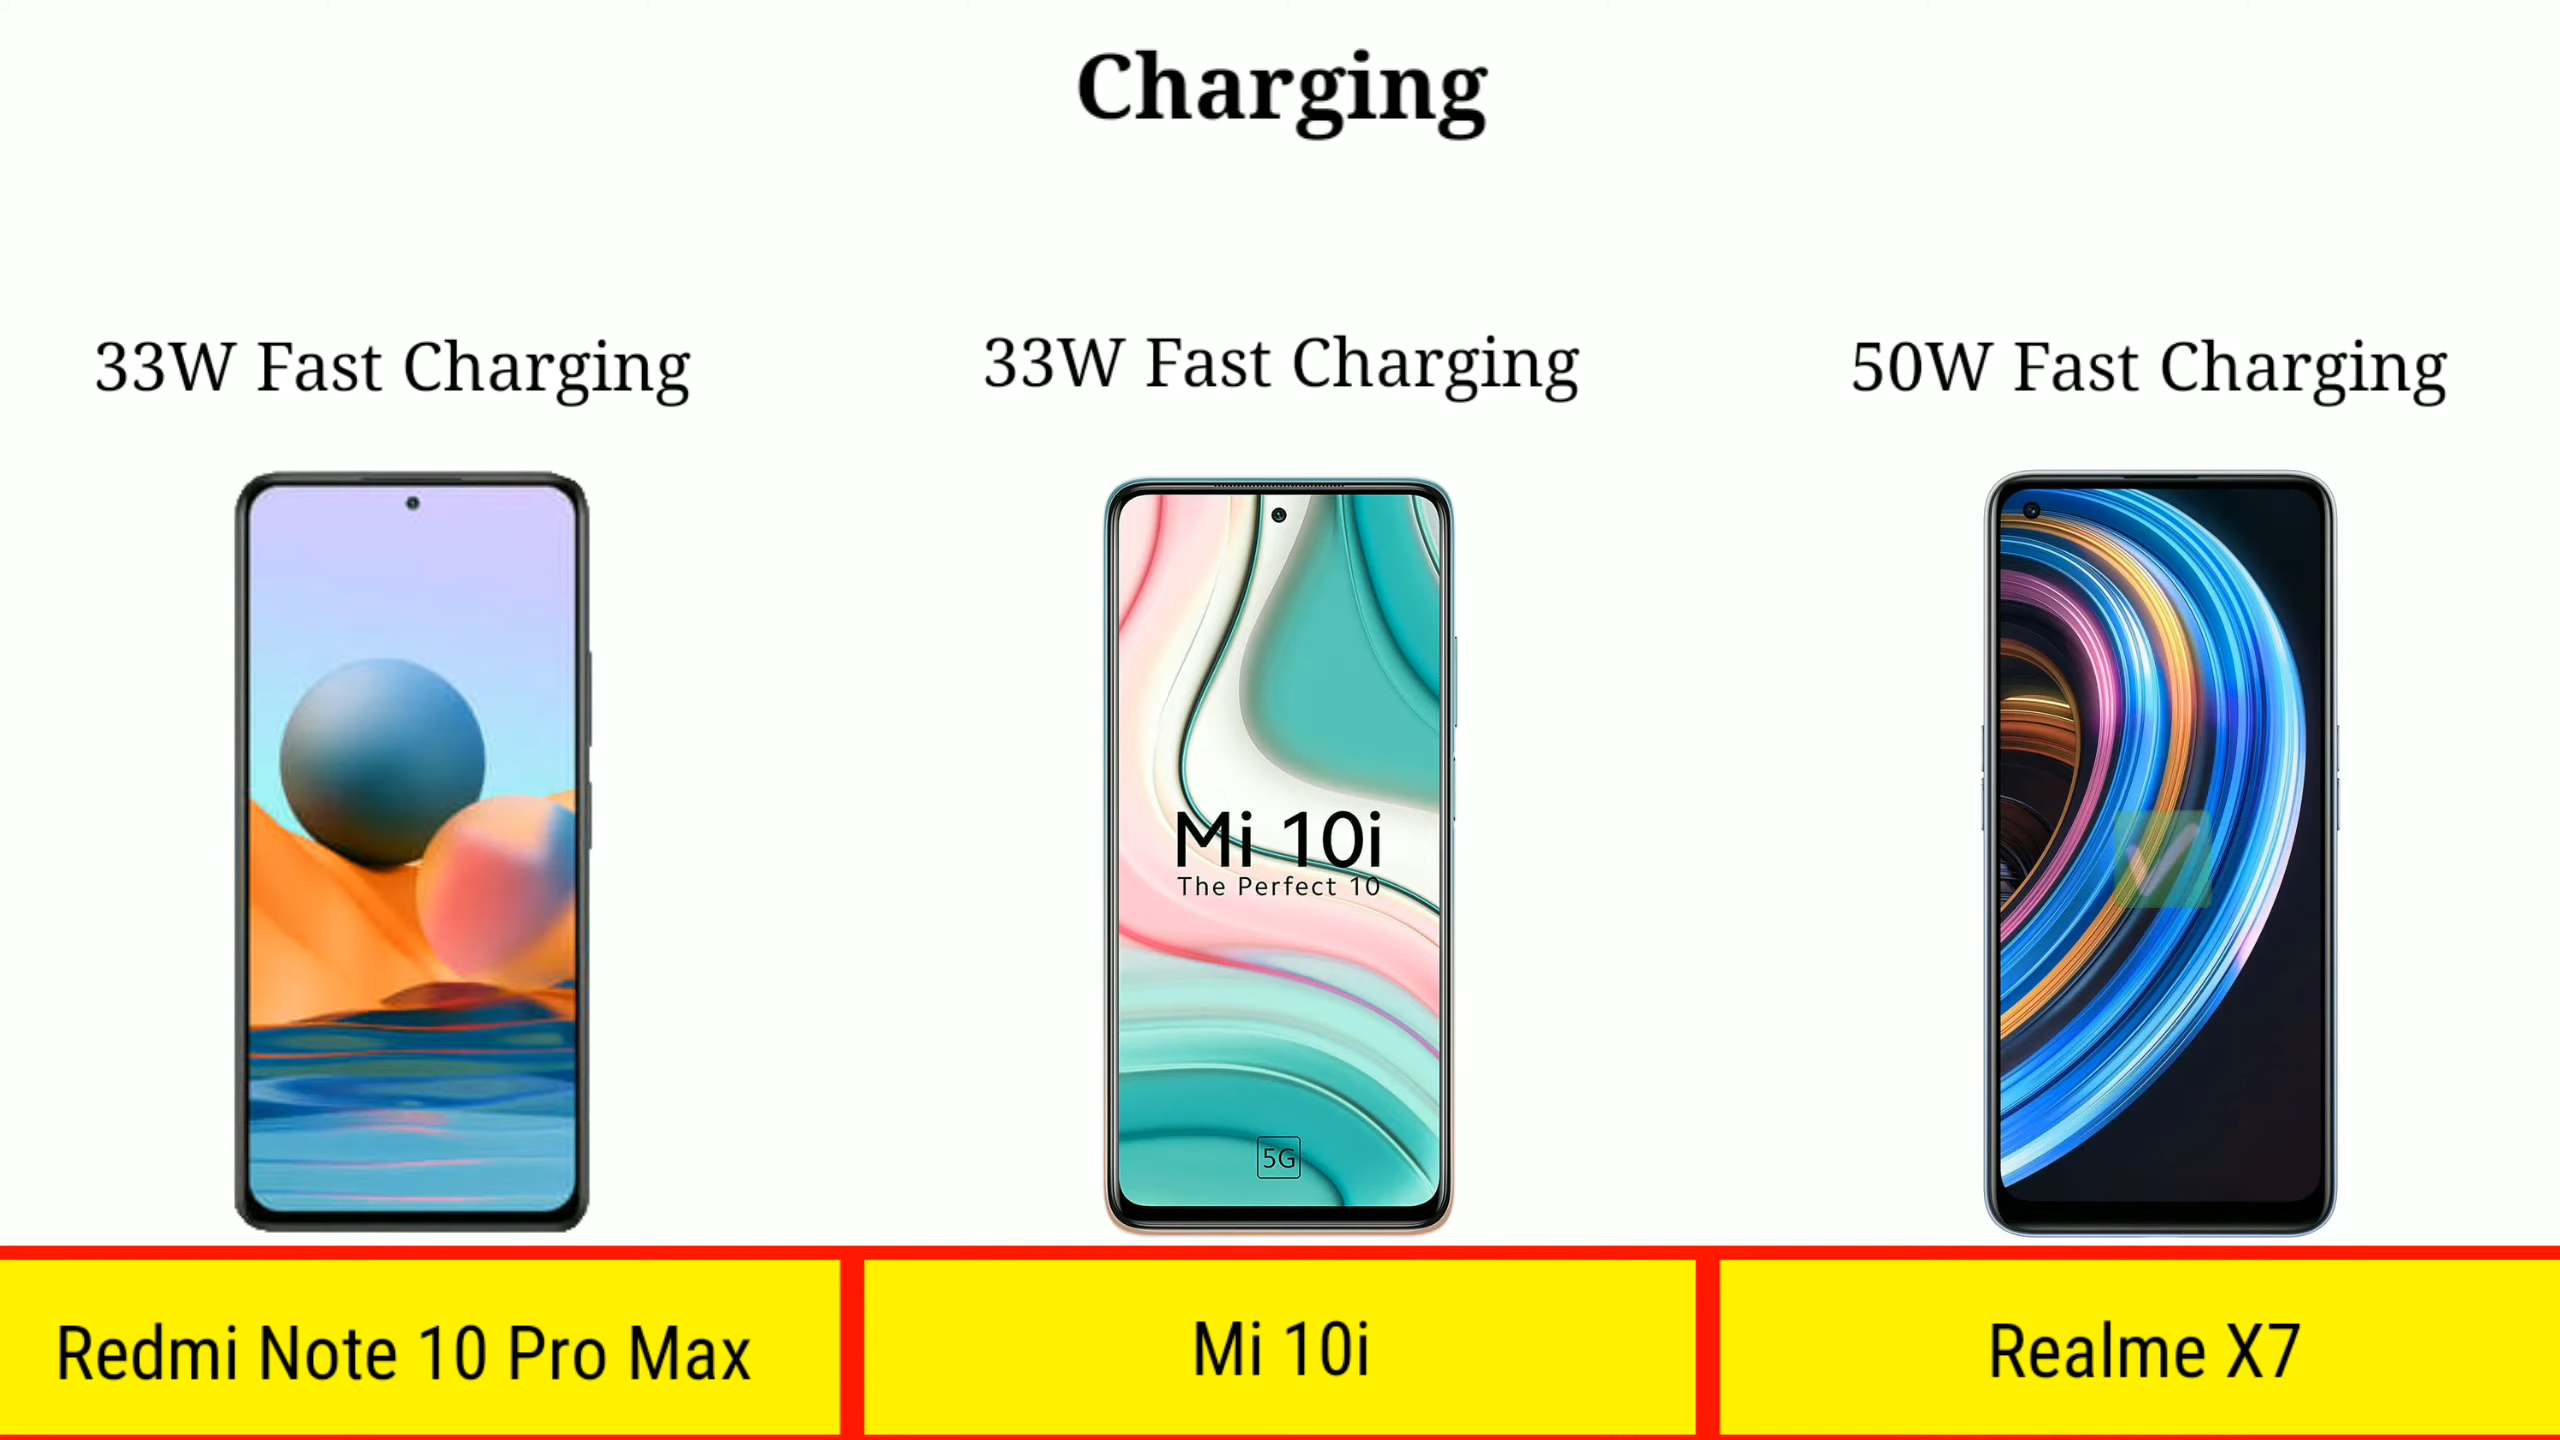 Charging
33W Fast Charging
33W Fast Charging
50W Fast Charging
Mi 10i
The Perfect 10
5G
Redmi Note 10 Pro Max
Mi 10i
Realme X7